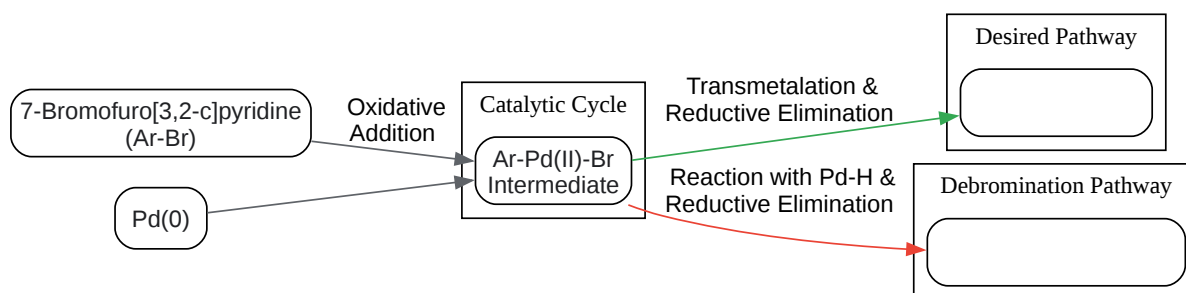 7-Bromofuro[3,2-c]pyridine
(Ar-Br)
Pd(0)
Oxidative
Addition
Catalytic Cycle
Ar-Pd(II)-Br
Intermediate
Transmetalation &
Reductive Elimination
Reaction with Pd-H &
Reductive Elimination
Desired Pathway
Debromination Pathway